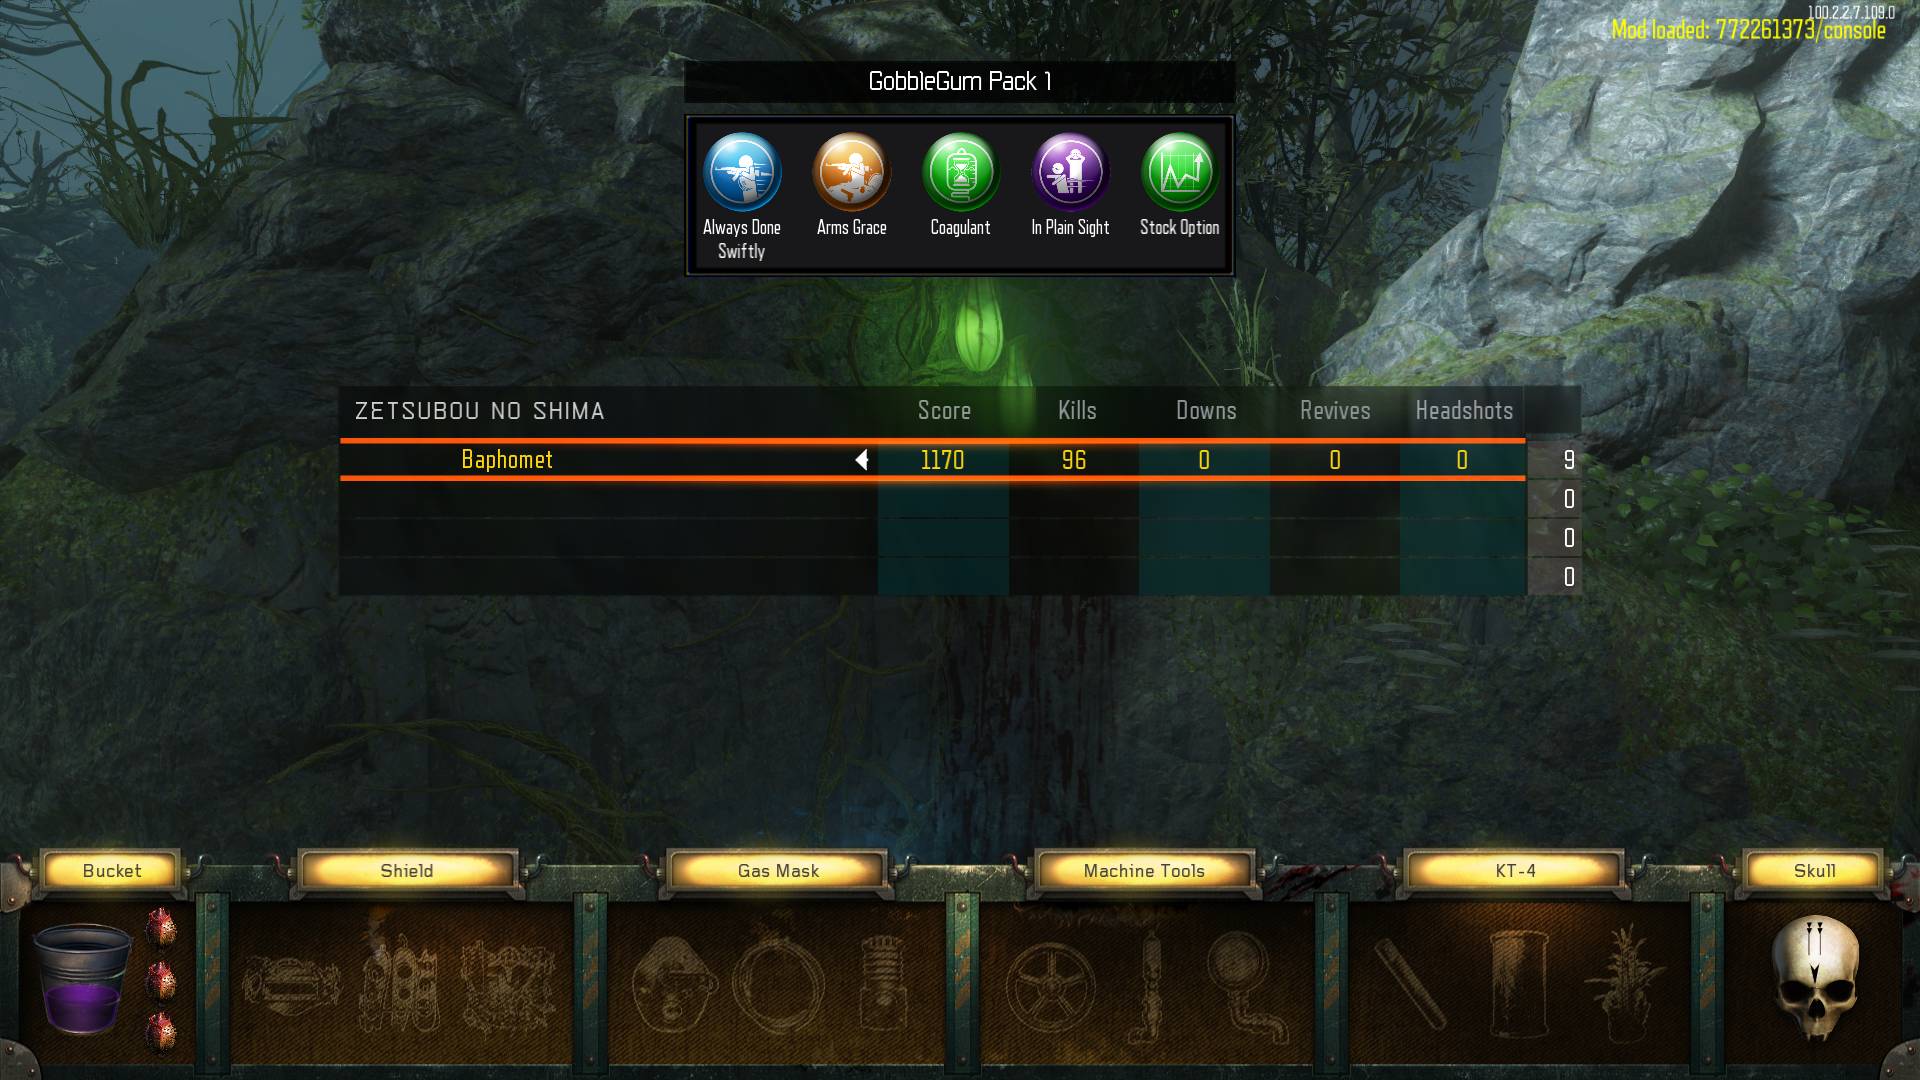 100.2.2.7.109.0
Mod loaded: 772261373/console
GobbleGum Pack 1
Always Done Swiftly
Arms Grace
Coagulant
In Plain Sight
Stock Option
ZETSUBOU NO SHIMA Score Kills Downs Revives Headshots
Baphomet 1170 96 0 0 0 9
0
0
0
Bucket Shield Gas Mask Machine Tools KT-4 Skull